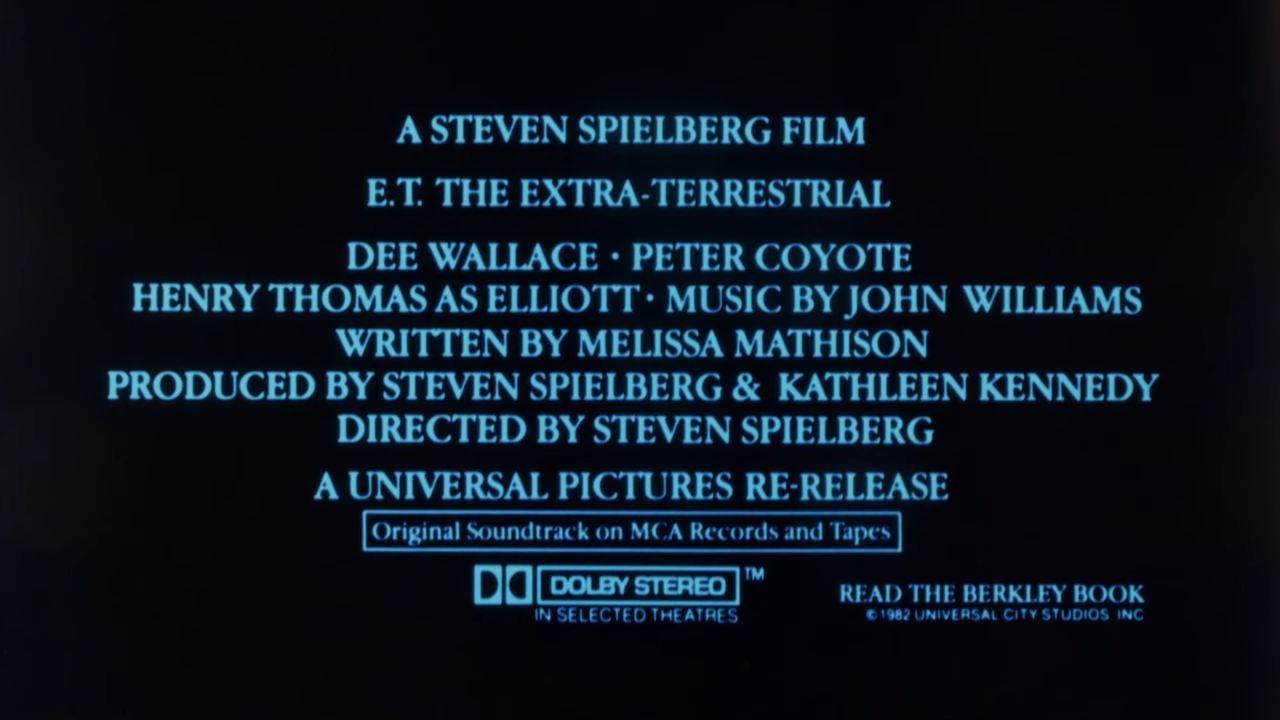 A STEVEN SPIELBERG FILM
E.T. THE EXTRA-TERRESTRIAL
DEE WALLACE · PETER COYOTE
HENRY THOMAS AS ELLIOTT · MUSIC BY JOHN WILLIAMS
WRITTEN BY MELISSA MATHISON
PRODUCED BY STEVEN SPIELBERG & KATHLEEN KENNEDY
DIRECTED BY STEVEN SPIELBERG
A UNIVERSAL PICTURES RE-RELEASE
Original Soundtrack on MCA Records and Tapes
DOLBY STEREO TM
IN SELECTED THEATRES
READ THE BERKLEY BOOK
©1982 UNIVERSAL CITY STUDIOS, INC